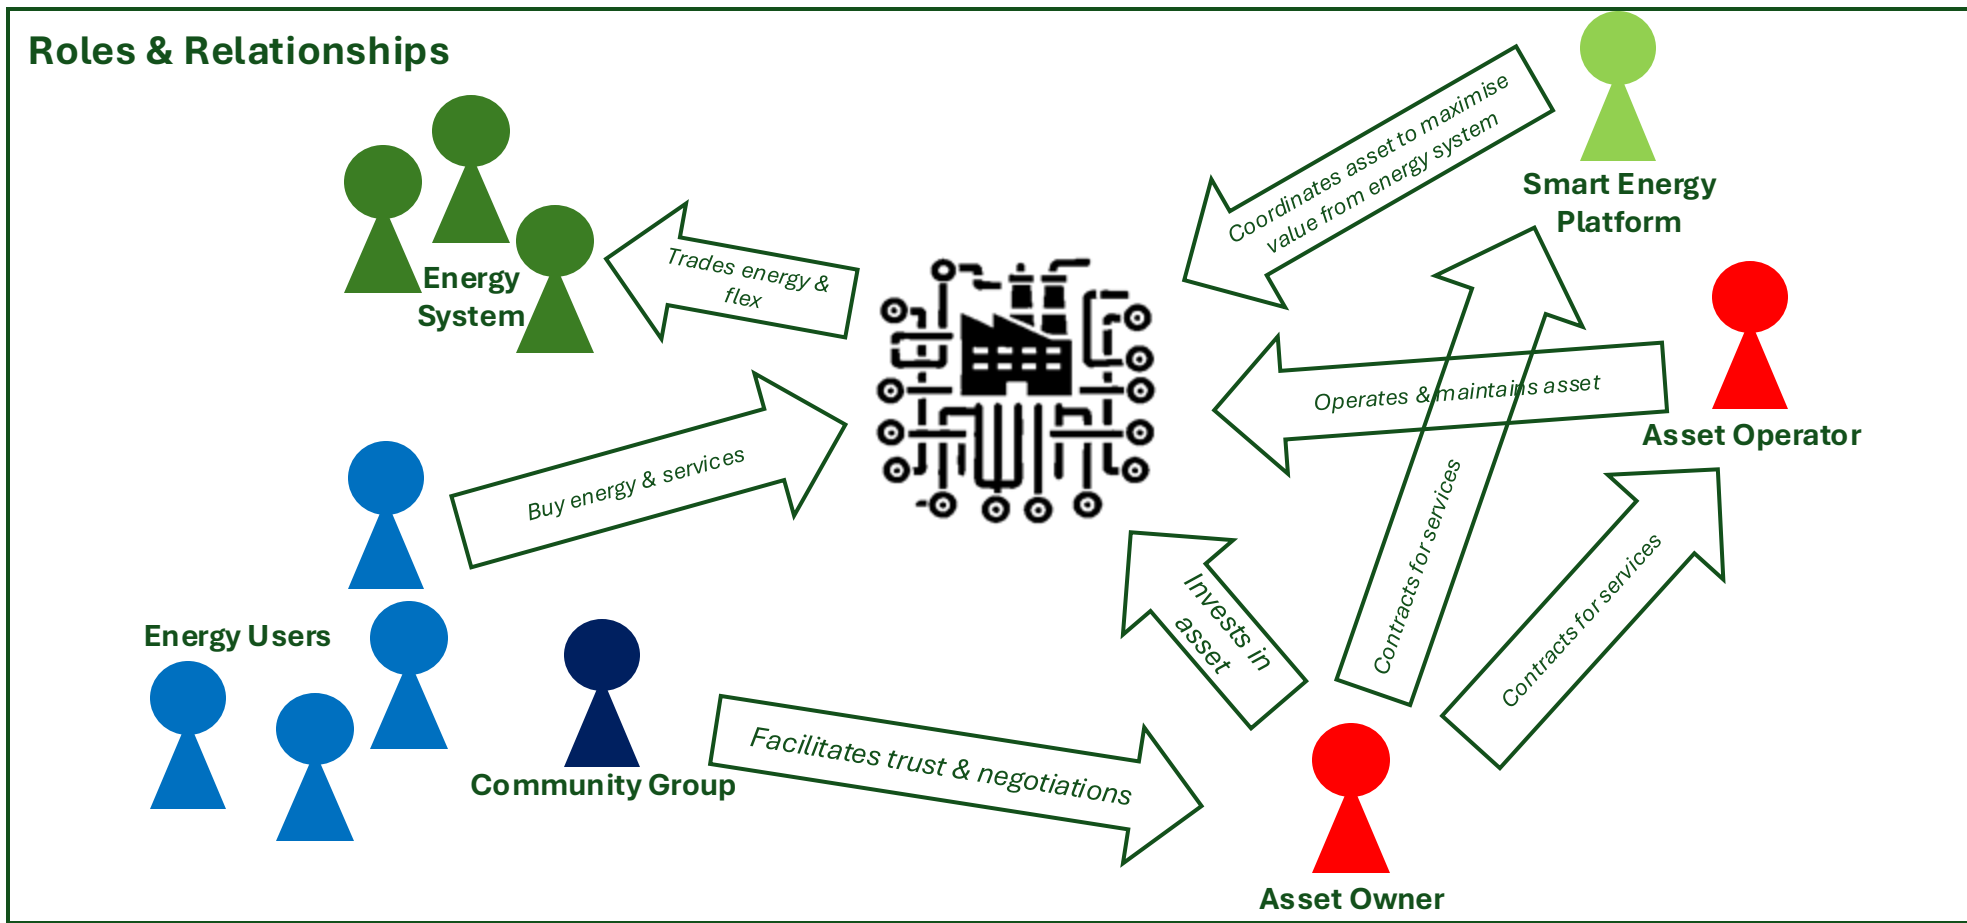 Roles & Relationships
Coordinates asset to maximise
value from energy system
Smart Energy
Platform
Trades energy &
flex
Energy
System
Operates & maintains asset
Asset Operator
Buy energy & services
Contracts for services
Contracts for services
Invests in
asset
Energy Users
Facilitates trust & negotiations
Community Group
Asset Owner